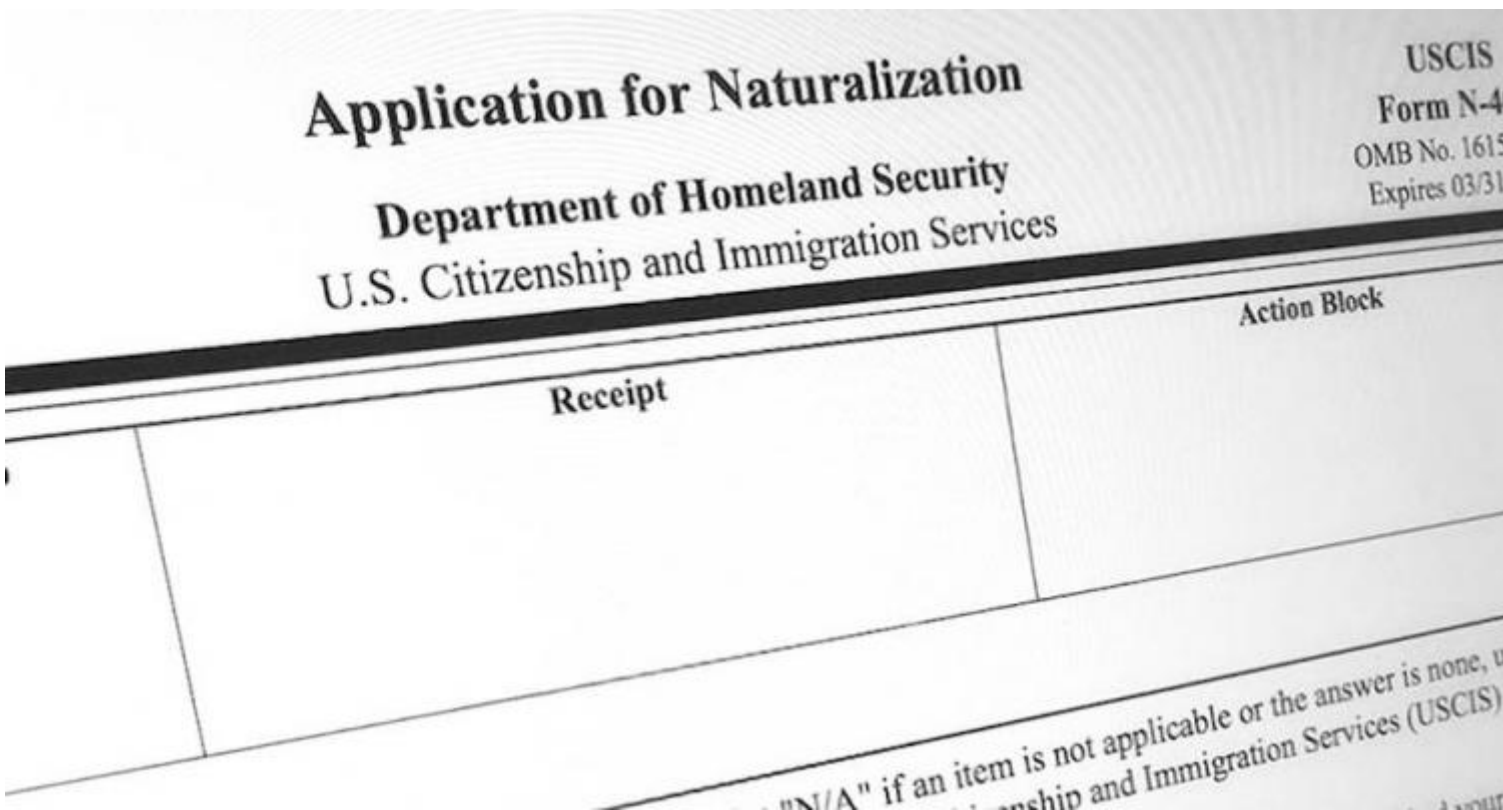 Application for Naturalization
Department of Homeland Security
U.S. Citizenship and Immigration Services
USCIS
Form N-4
OMB No. 1615
Expires 03/31
Receipt
Action Block
"N/A" if an item is not applicable or the answer is none,
and Immigration Services (USCIS)